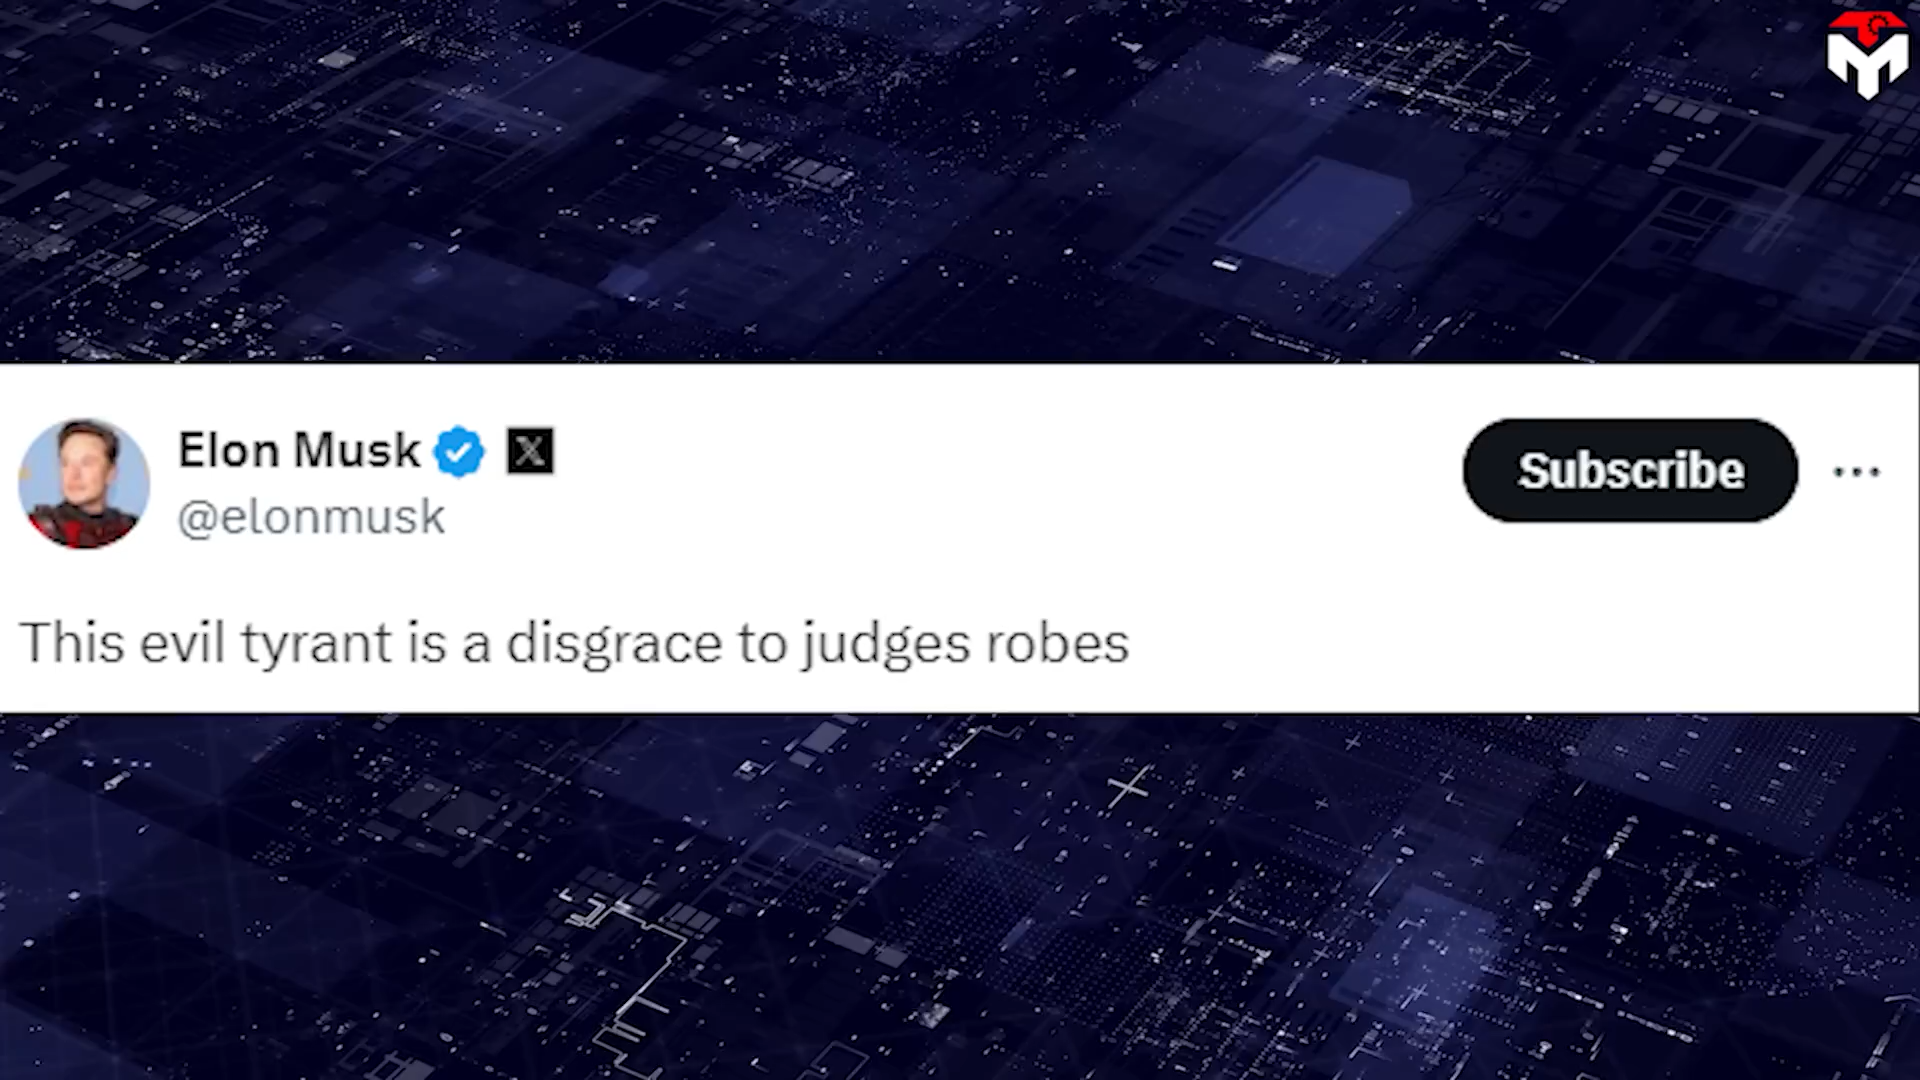 Elon Musk
@elonmusk
Subscribe
This evil tyrant is a disgrace to judges robes